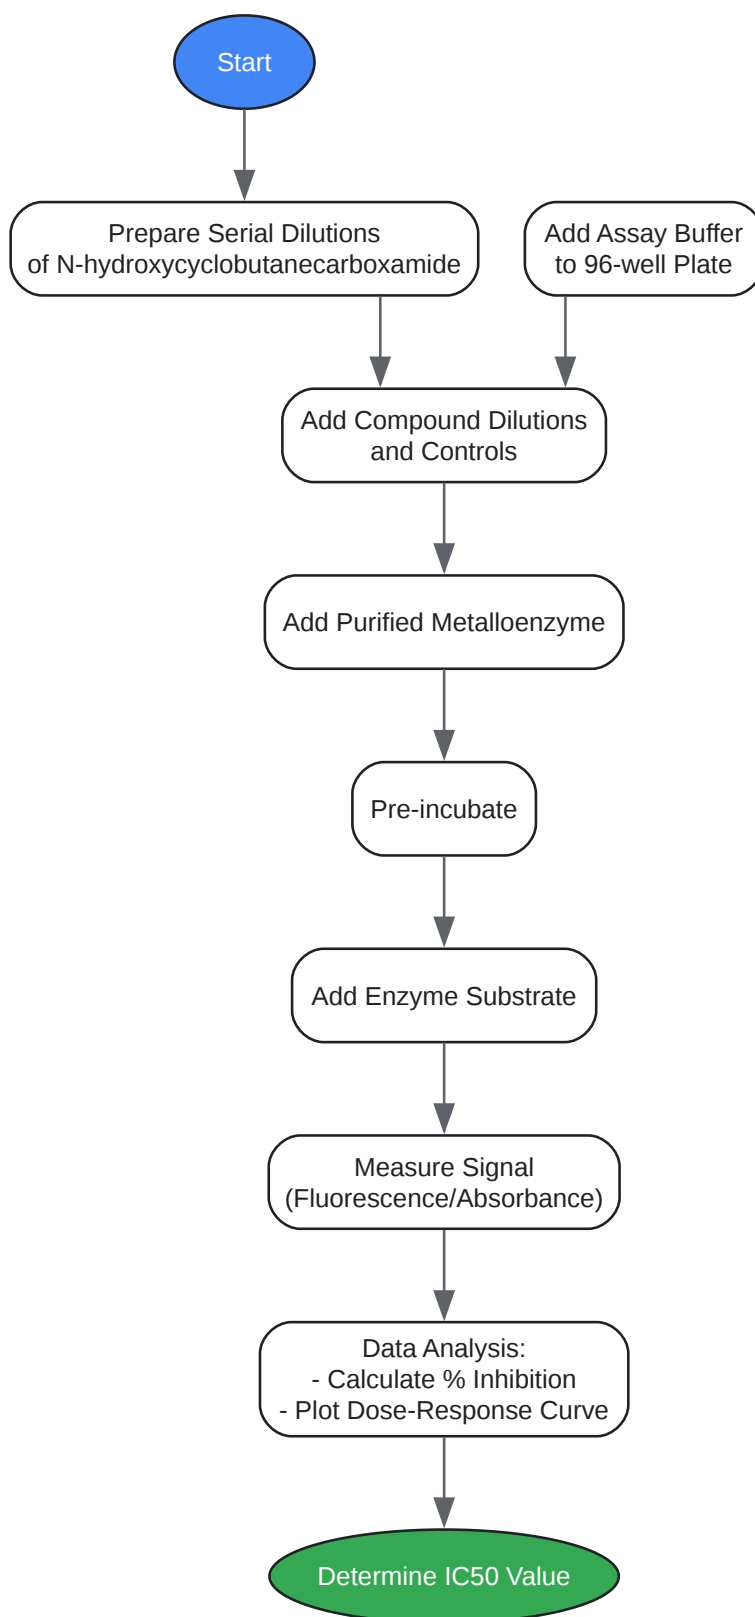 Start
Prepare Serial Dilutions
of N-hydroxycyclobutanecarboxamide
Add Assay Buffer
to 96-well Plate
Add Compound Dilutions
and Controls
Add Purified Metalloenzyme
Pre-incubate
Add Enzyme Substrate
Measure Signal
(Fluorescence/Absorbance)
Data Analysis:
- Calculate % Inhibition
- Plot Dose-Response Curve
Determine IC50 Value